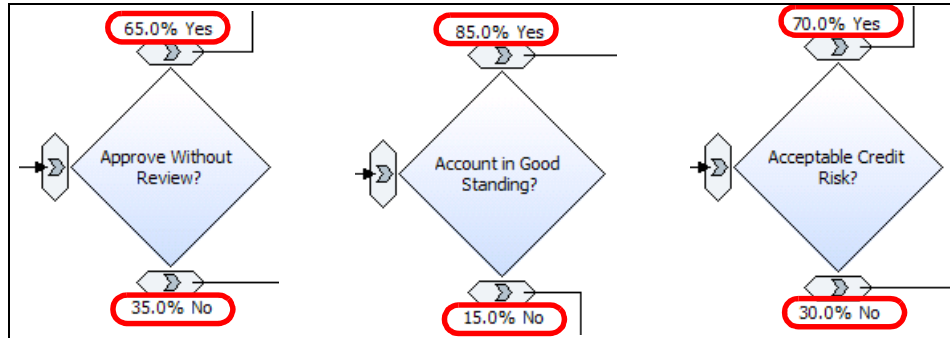 65.0% Yes
Approve Without
Review?
35.0% No
85.0% Yes
Account in Good
Standing?
15.0% No
70.0% Yes
Acceptable Credit
Risk?
30.0% No